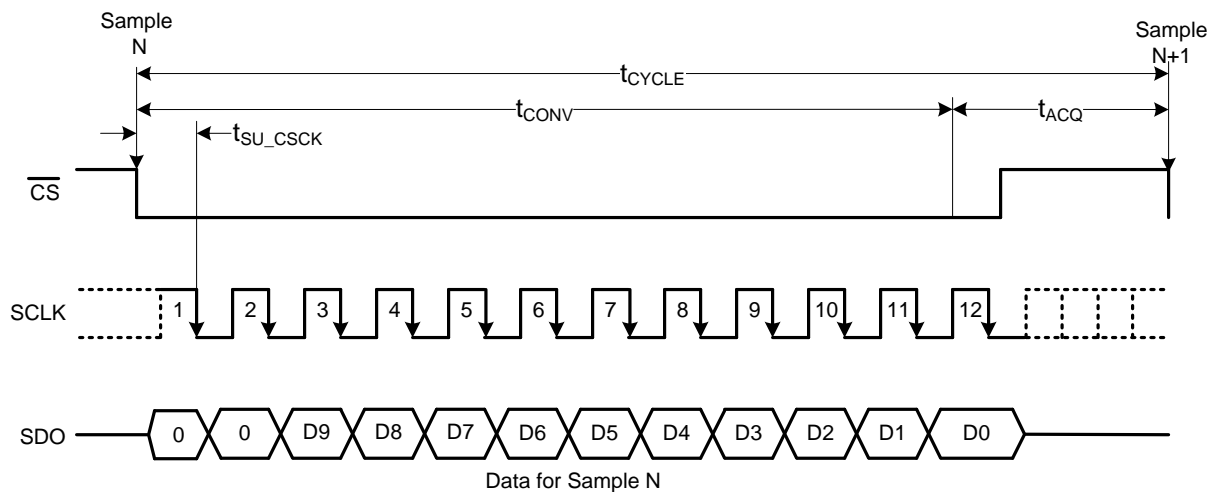 Sample
N
Sample
N+1
tCYCLE
tCONV
tACQ
tSU_CSCK
CS
SCLK
1 2 3 4 5 6 7 8 9 10 11 12
SDO
0 0 D9 D8 D7 D6 D5 D4 D3 D2 D1 D0
Data for Sample N